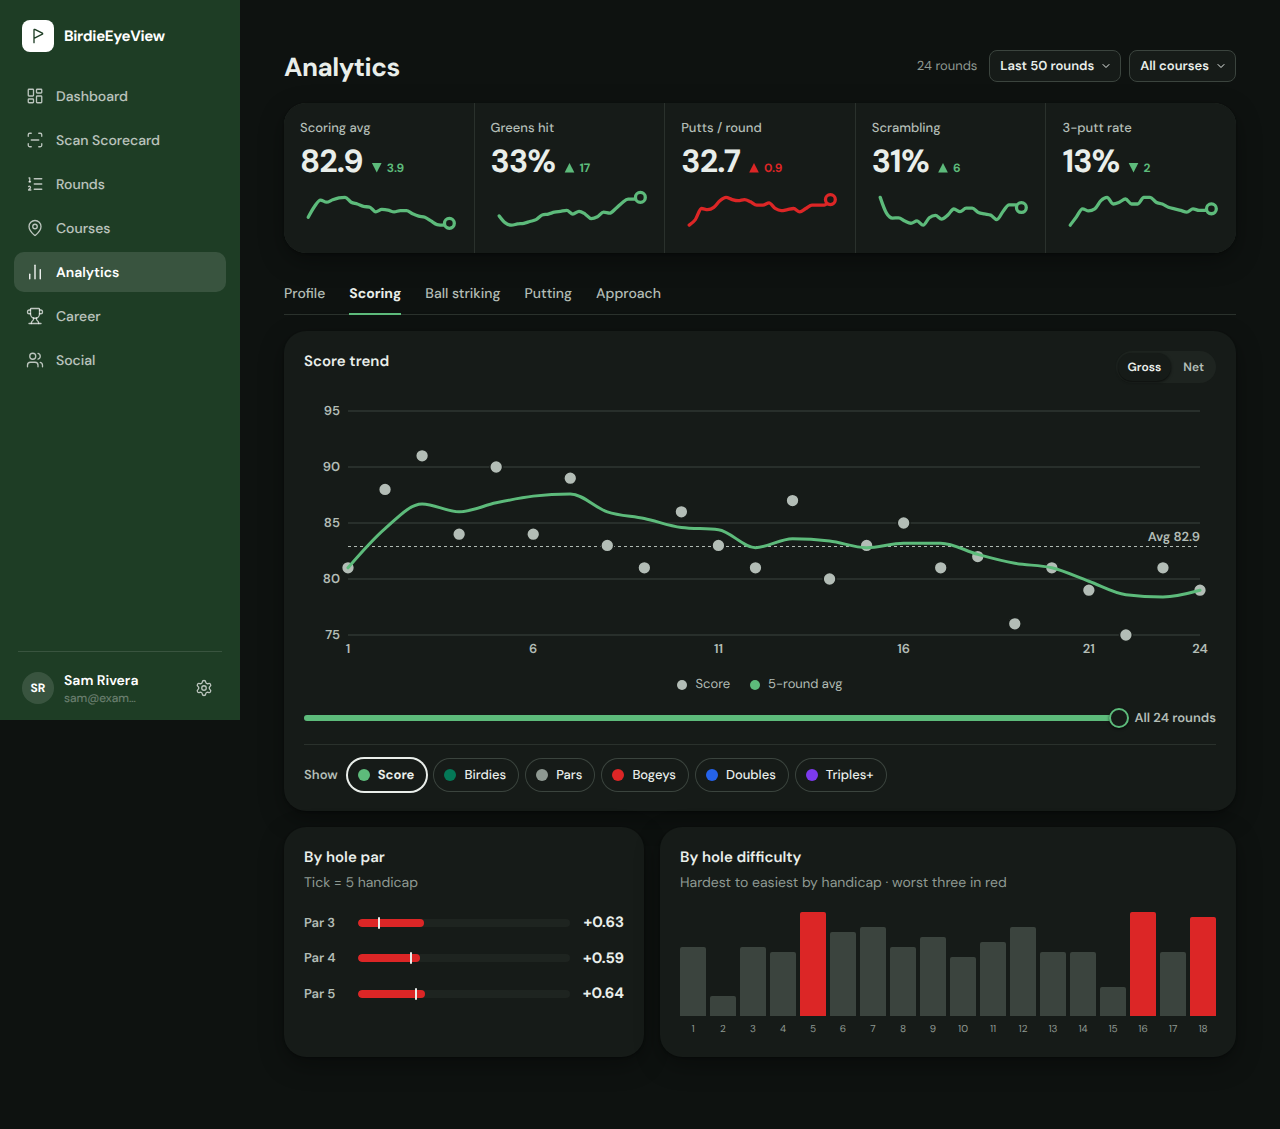 BirdieEyeView
Dashboard
Scan Scorecard
Rounds
Courses
Analytics
Career
Social
SR
Sam Rivera
sam@exam...
Analytics
24 rounds
Last 50 rounds
All courses
Scoring avg
82.9 ▼ 3.9
Greens hit
33% ▲ 17
Putts / round
32.7 ▲ 0.9
Scrambling
31% ▲ 6
3-putt rate
13% ▼ 2
Profile Scoring Ball striking Putting Approach
Score trend
Gross Net
95
90
85
Avg 82.9
80
75
1 6 11 16 21 24
Score 5-round avg
All 24 rounds
Show Score Birdies Pars Bogeys Doubles Triples+
By hole par
Tick = 5 handicap
Par 3 +0.63
Par 4 +0.59
Par 5 +0.64
By hole difficulty
Hardest to easiest by handicap · worst three in red
1 2 3 4 5 6 7 8 9 10 11 12 13 14 15 16 17 18